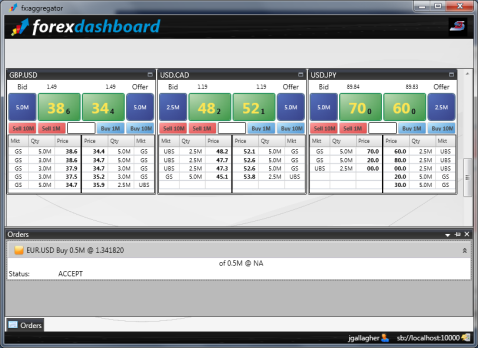 fxaggregator
forexdashboard
GBP.USD
Bid 1.49 1.49 Offer
5.0M 38 6 34 4 5.0M
Sell 10M Sell 1M Buy 1M Buy 10M
Mkt Qty Price Price Qty Mkt
GS 5.0M 38.6 34.4 5.0M GS
GS 5.0M 38.6 34.7 5.0M GS
GS 3.0M 37.9 34.7 3.0M GS
GS 3.0M 37.5 35.2 3.0M GS
GS 5.0M 34.7 35.9 2.5M UBS
USD.CAD
Bid 1.19 1.19 Offer
2.5M 48 2 52 1 5.0M
Sell 10M Sell 1M Buy 1M Buy 10M
Mkt Qty Price Price Qty Mkt
UBS 2.5M 48.2 52.1 5.0M GS
UBS 2.5M 47.7 52.6 5.0M GS
UBS 2.5M 47.3 52.6 5.0M GS
GS 5.0M 45.1 53.8 2.5M UBS
USD.JPY
Bid 89.84 89.83 Offer
5.0M 70 0 60 0 2.5M
Sell 10M Sell 1M Buy 1M Buy 10M
Mkt Qty Price Price Qty Mkt
GS 5.0M 70.0 60.0 2.5M UBS
GS 5.0M 20.0 80.0 2.5M UBS
UBS 2.5M 00.0 00.0 2.5M UBS
20.0 5.0M GS
30.0 5.0M GS
Orders
EUR.USD Buy 0.5M @ 1.341820
of 0.5M @ NA
Status: ACCEPT
Orders
jgallagher sb://localhost:10000